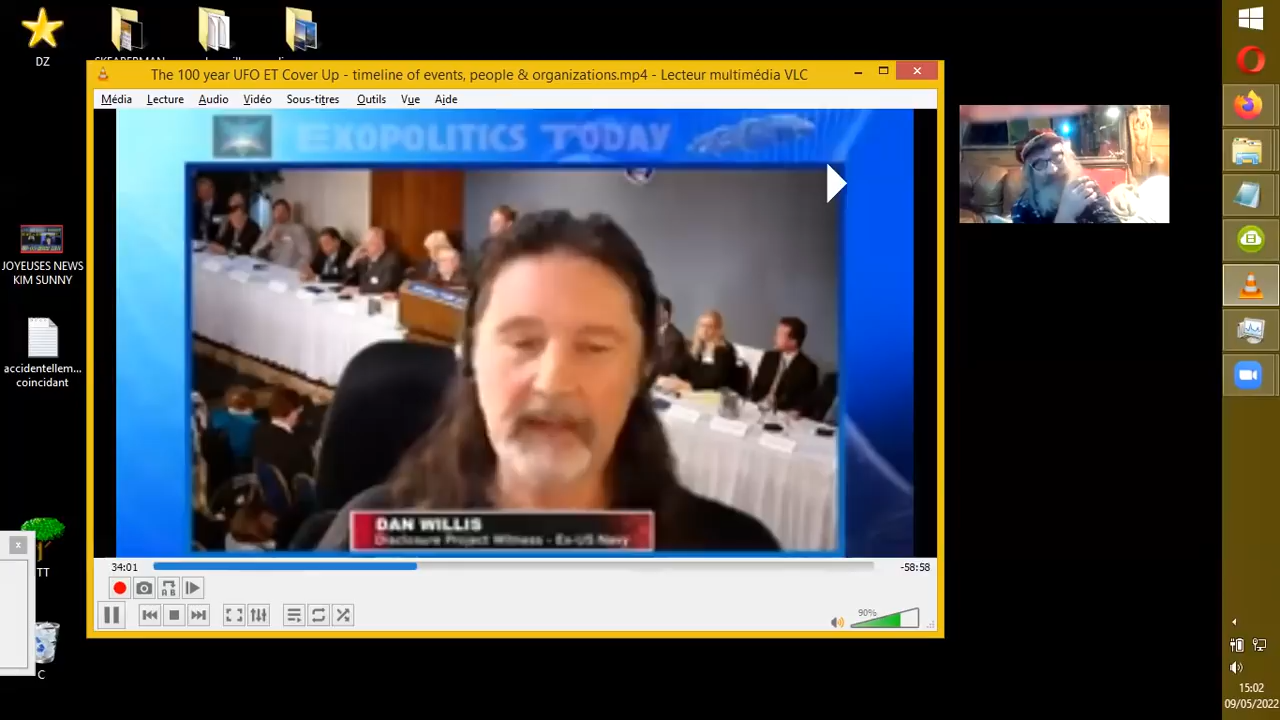 DZ
The 100 year UFO ET Cover Up - timeline of events, people & organizations.mp4 - Lecteur multimédia VLC
Média Lecture Audio Vidéo Sous-titres Outils Vue Aide
EXOPOLITICS TODAY
JOYEUSES NEWS
KIM SUNNY
accidentellem...
coincidant
DAN WILLIS
Disclosure Project Witness - Ex-US Navy
x
TT
34:01
-58:58
A B
90%
C
15:02
09/05/2022